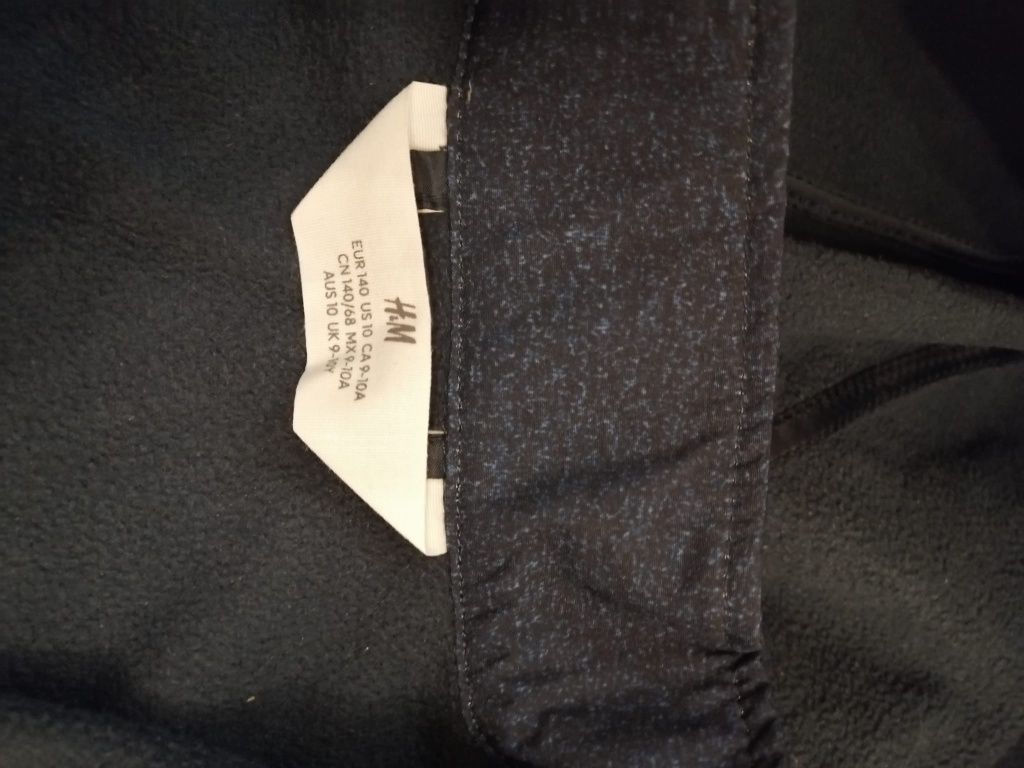 H&M
EUR 140 US 10 CA 9-10A
CN 140/68 MX 9-10A
AUS 10 UK 9-10y